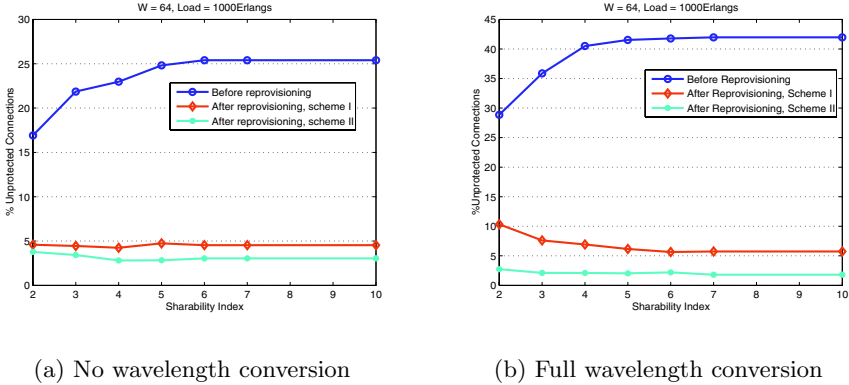 W = 64, Load = 1000Erlangs
30
25
20
15
10
5
0
% Unprotected Connections
Before reprovisioning
After reprovisioning, scheme I
After reprovisioning, scheme II
2 3 4 5 6 7 8 9 10
Sharability Index
(a) No wavelength conversion
W = 64, Load = 1000Erlangs
45
40
35
30
25
20
15
10
5
0
%Unprotected Connections
Before Reprovisioning
After Reprovisioning, Scheme I
After Reprovisioning, Scheme II
2 3 4 5 6 7 8 9 10
Sharability Index
(b) Full wavelength conversion